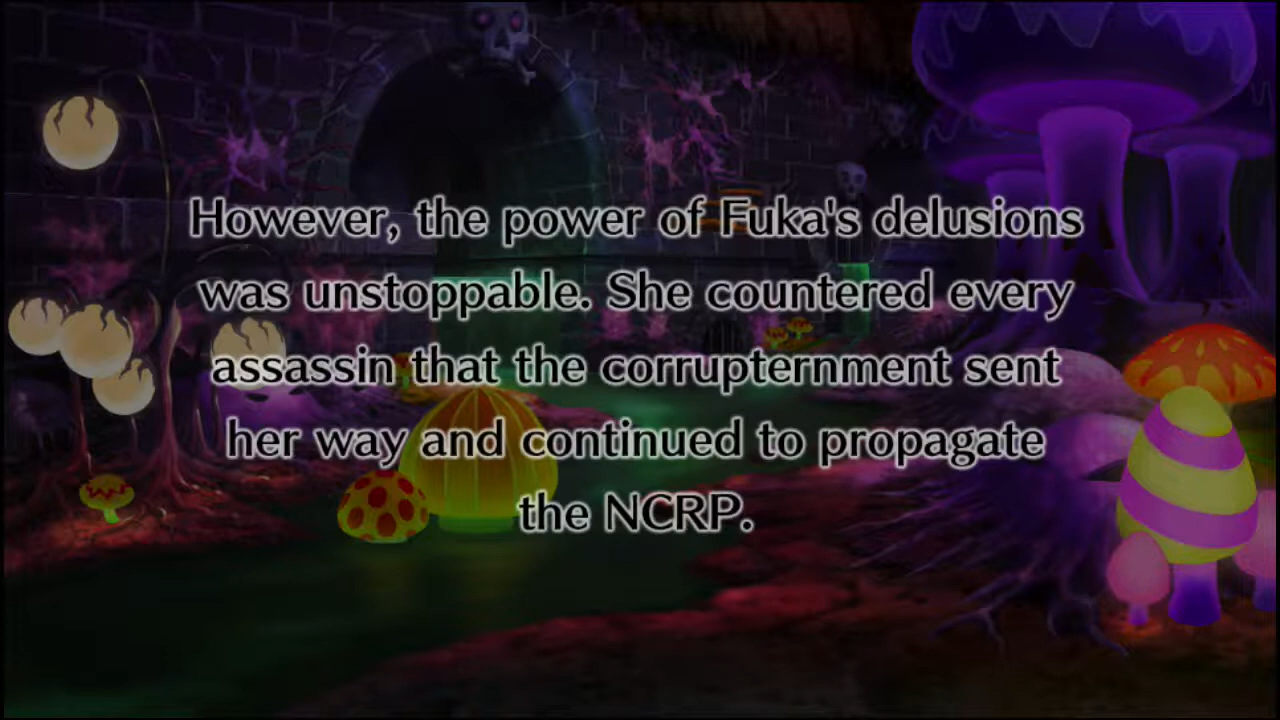 However, the power of Fuka's delusions
was unstoppable. She countered every
assassin that the corrupternment sent
her way and continued to propagate
the NCRP.